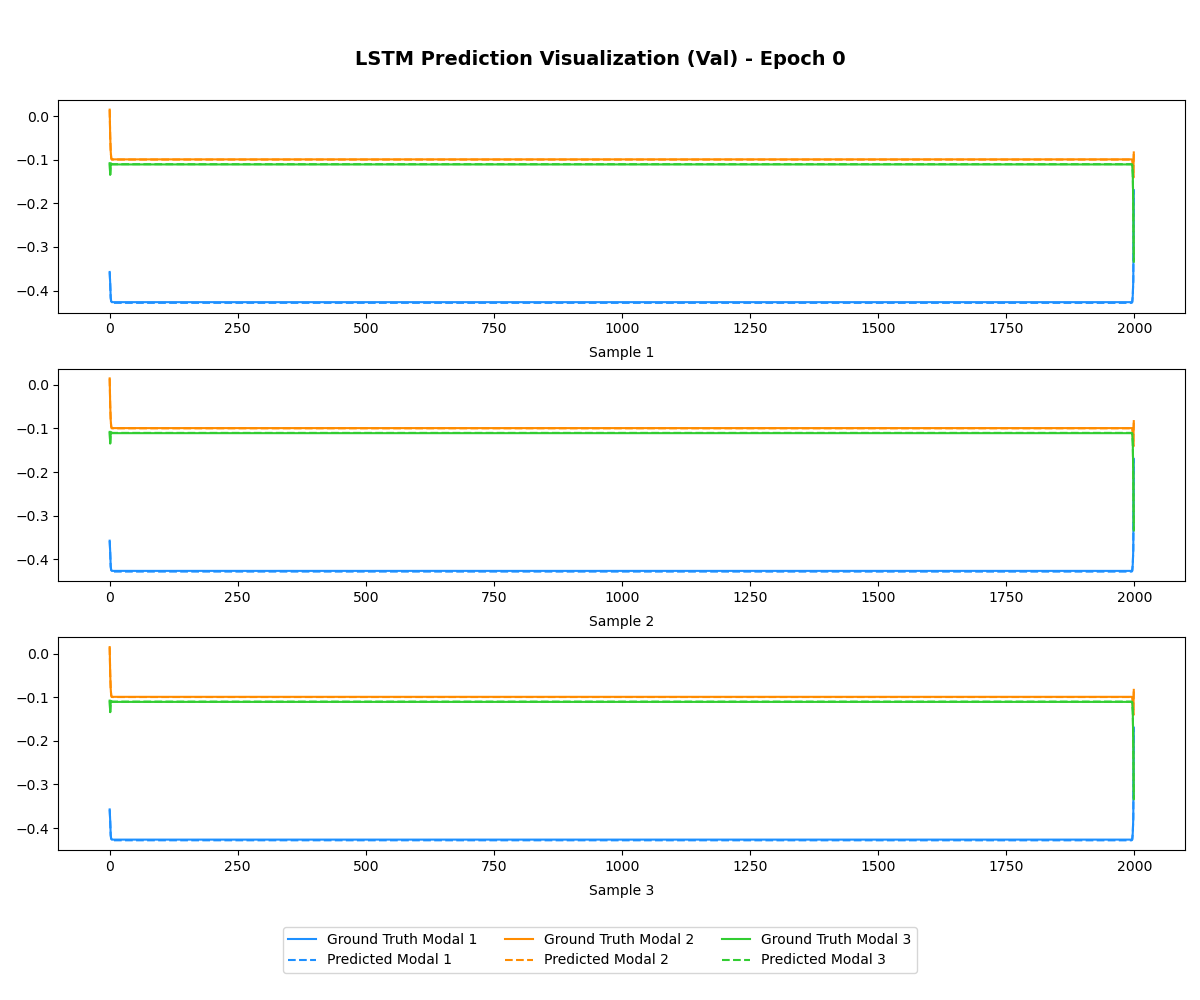 LSTM Prediction Visualization (Val) - Epoch 0
0.0
−0.1
−0.2
−0.3
−0.4
0 250 500 750 1000 1250 1500 1750 2000
Sample 1
0.0
−0.1
−0.2
−0.3
−0.4
0 250 500 750 1000 1250 1500 1750 2000
Sample 2
0.0
−0.1
−0.2
−0.3
−0.4
0 250 500 750 1000 1250 1500 1750 2000
Sample 3
Ground Truth Modal 1 Ground Truth Modal 2 Ground Truth Modal 3
Predicted Modal 1 Predicted Modal 2 Predicted Modal 3